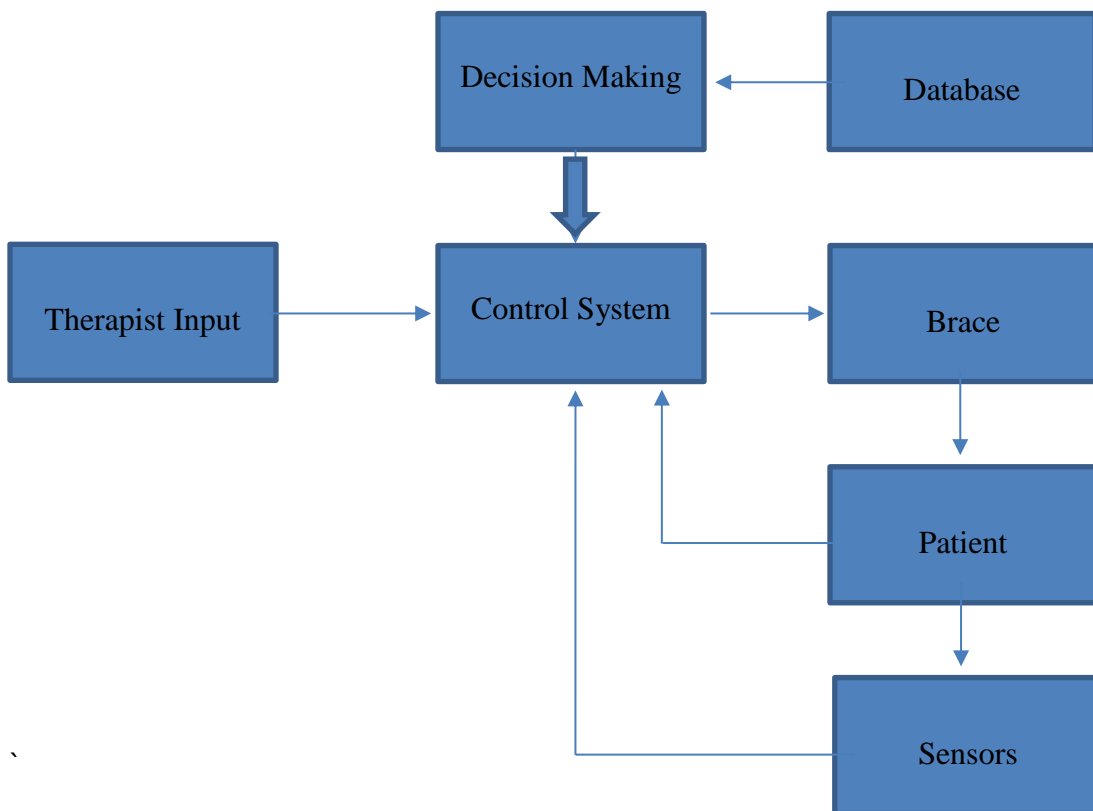 Decision Making
Database
Therapist Input
Control System
Brace
Patient
Sensors
`